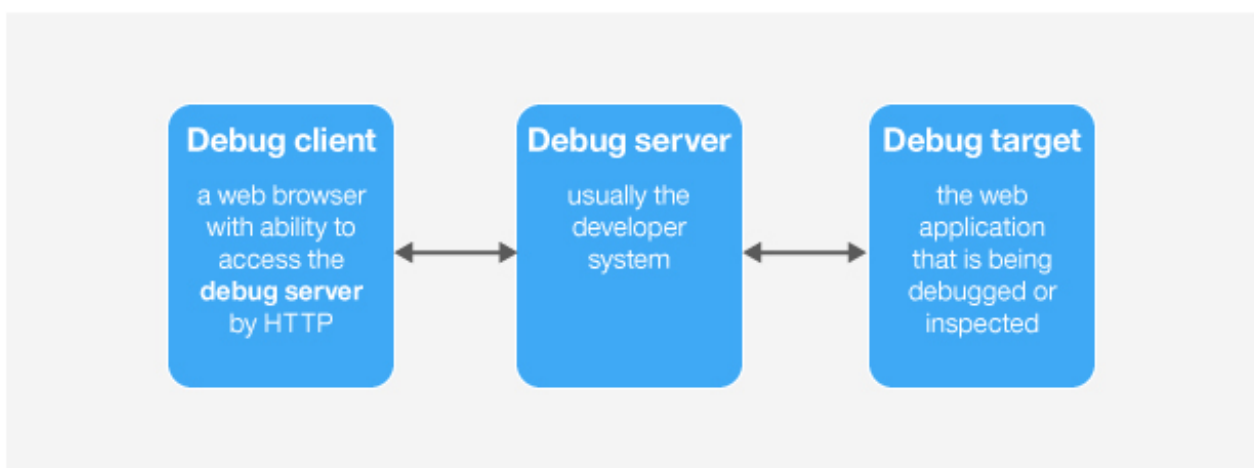 Debug client
a web browser
with ability to
access the
debug server
by HTTP
Debug server
usually the
developer
system
Debug target
the web
application
that is being
debugged or
inspected